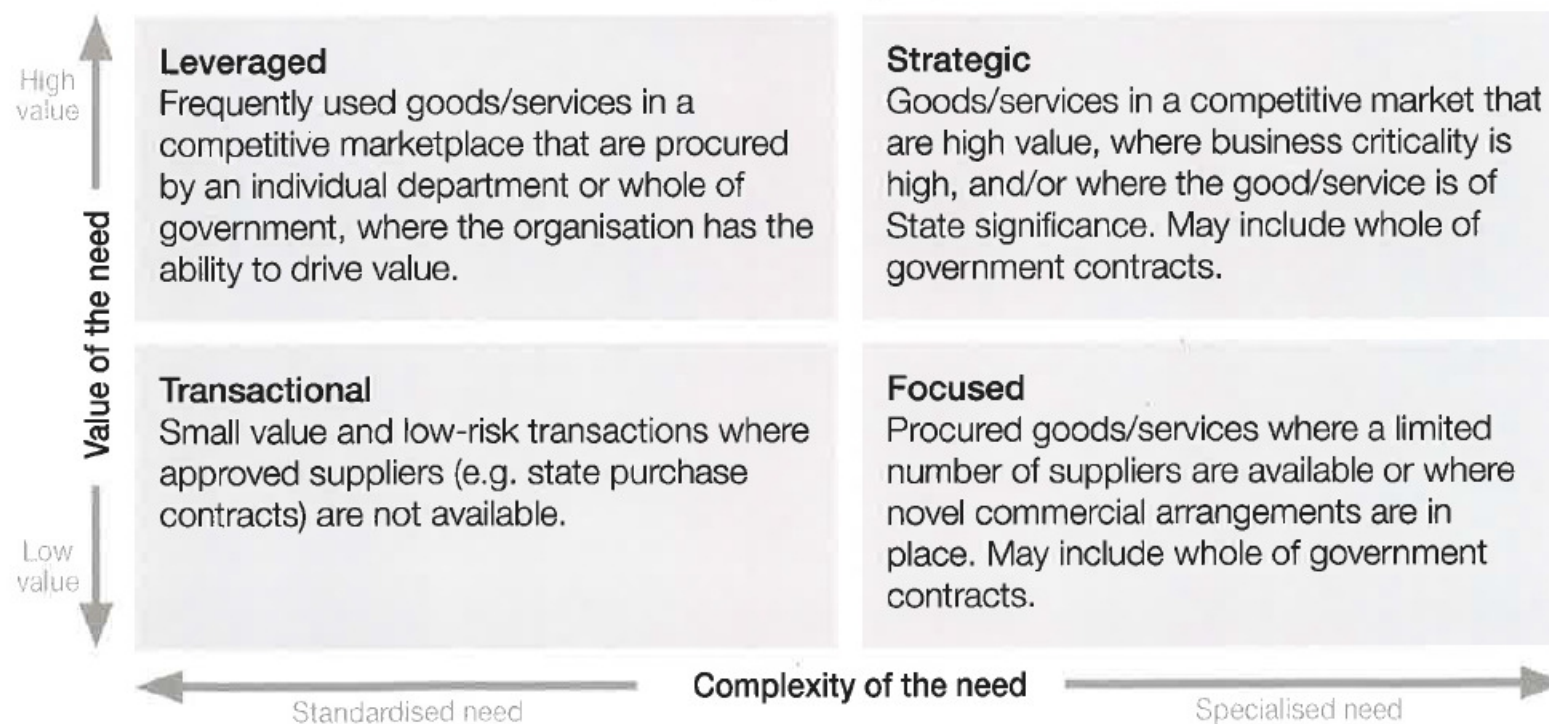 High
value
Value of the need
Low
value
Leveraged
Frequently used goods/services in a
competitive marketplace that are procured
by an individual department or whole of
government, where the organisation has the
ability to drive value.
Strategic
Goods/services in a competitive market that
are high value, where business criticality is
high, and/or where the good/service is of
State significance. May include whole of
government contracts.
Transactional
Small value and low-risk transactions where
approved suppliers (e.g. state purchase
contracts) are not available.
Focused
Procured goods/services where a limited
number of suppliers are available or where
novel commercial arrangements are in
place. May include whole of government
contracts.
Complexity of the need
Standardised need
Specialised need